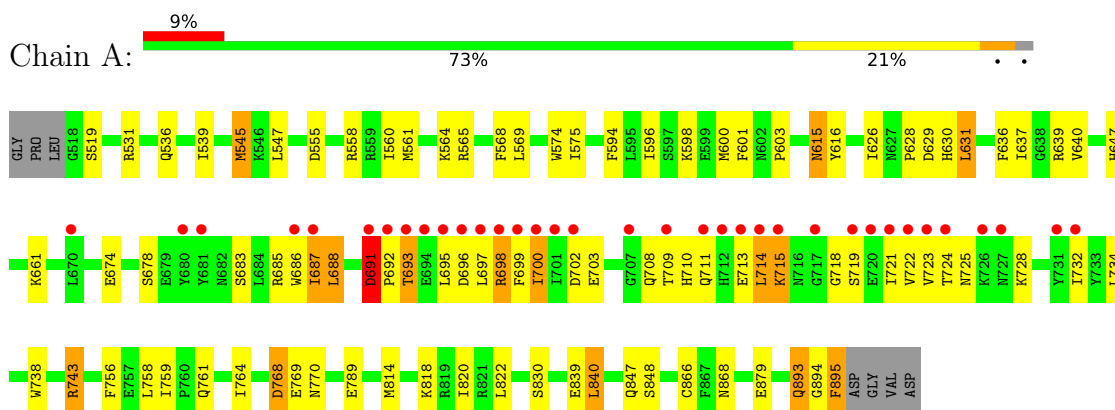 9%
Chain A:
73% 21% • •
GLY PRO LEU G518 S519 R531 Q536 I539 M545 K546 L547 D555 R558 R559 I560 M561 K564 R565 F568 L569 W574 I575 F594 L595 I596 S597 K598 E599 M600 F601 N602 P603 N615 Y616 I626 N627 P628 D629 H630 L631 F636 I637 G638 R639 V640
K661 L670 E674 S678 E679 Y680 Y681 N682 S683 L684 R685 W686 I687 L688 D691 P692 T693 E694 L695 D696 L697 R698 F699 I700 I701 D702 E703 G707 Q708 T709 H710 Q711 H712 E713 L714 K715 N716 G717 G718 S719 E720 I721 V722 V723 T724 N725 K726 N727 K728 Y731 I732 Y733 L734
W738 R743 F756 E757 L758 I759 P760 Q761 I764 D768 E769 N770 E789 M814 K818 R819 I820 R821 L822 S830 E839 L840 Q847 S848 C866 F867 N868 E879 Q893 G894 F895 ASP GLY VAL ASP